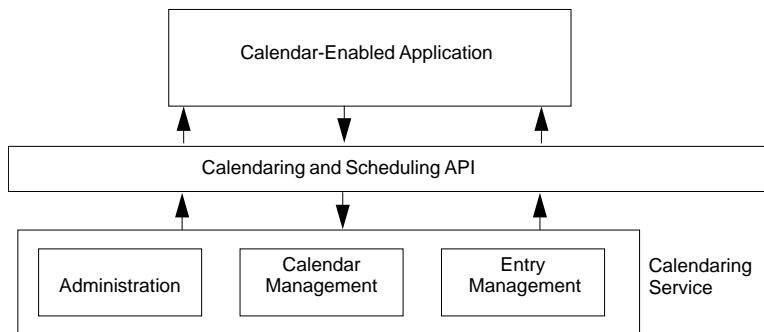 Calendar-Enabled Application
Calendaring and Scheduling API
Administration
Calendar
Management
Entry
Management
Calendaring
Service